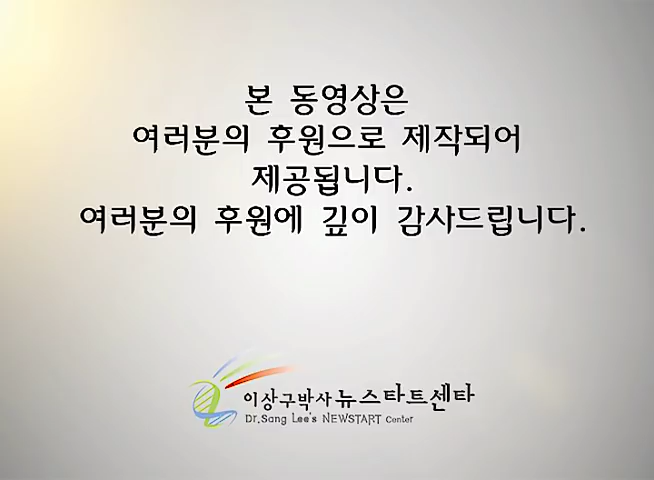 본 동영상은
여러분의 후원으로 제작되어
제공됩니다.
여러분의 후원에 깊이 감사드립니다.
이상구박사 뉴스타트센타
Dr.Sang Lee's NEWSTART Center